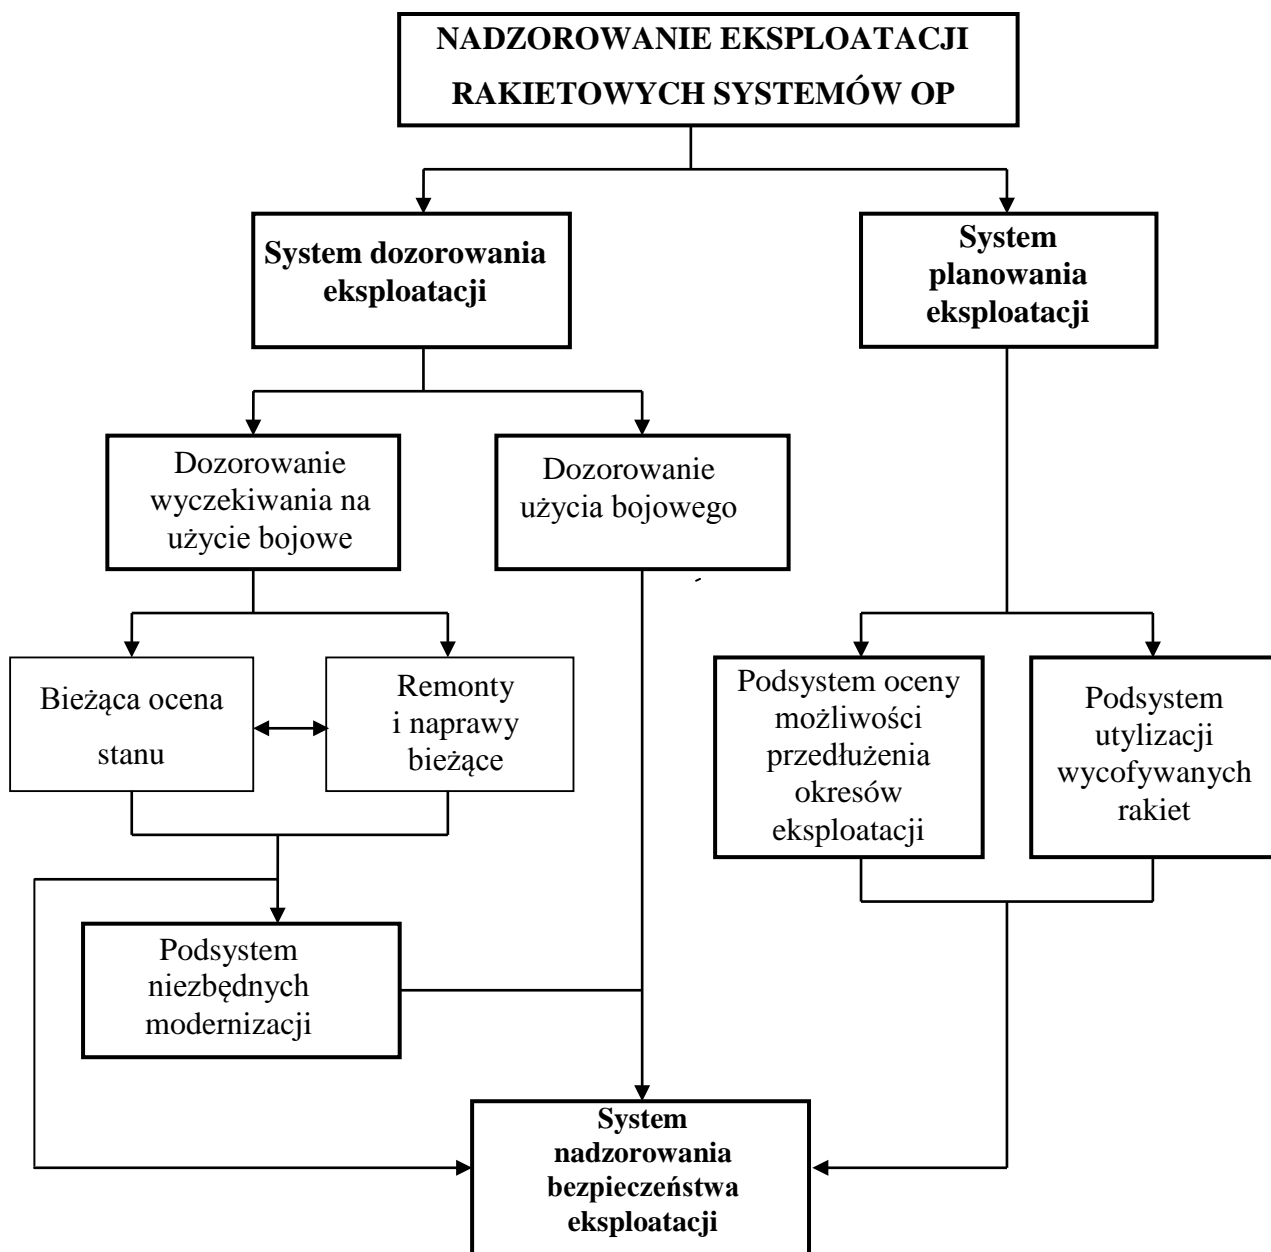 NADZOROWANIE EKSPLOATACJI
RAKIETOWYCH SYSTEMÓW OP
System dozorowania
eksploatacji
System
planowania
eksploatacji
Dozorowanie
wyczekiwania na
użycie bojowe
Dozorowanie
użycia bojowego
Bieżąca ocena
stanu
Remonty
i naprawy
bieżące
Podsystem oceny
możliwości
przedłużenia
okresów
eksploatacji
Podsystem
utylizacji
wycofywanych
rakiet
Podsystem
niezbędnych
modernizacji
System
nadzorowania
bezpieczeństwa
eksploatacji